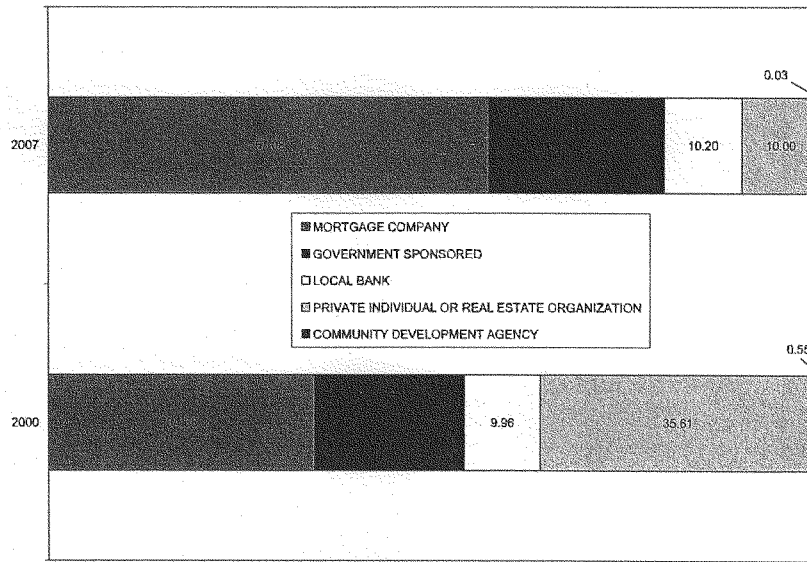 0.03
2007
10.20
10.00
MORTGAGE COMPANY
GOVERNMENT SPONSORED
LOCAL BANK
PRIVATE INDIVIDUAL OR REAL ESTATE ORGANIZATION
COMMUNITY DEVELOPMENT AGENCY
0.55
2000
9.96
35.61